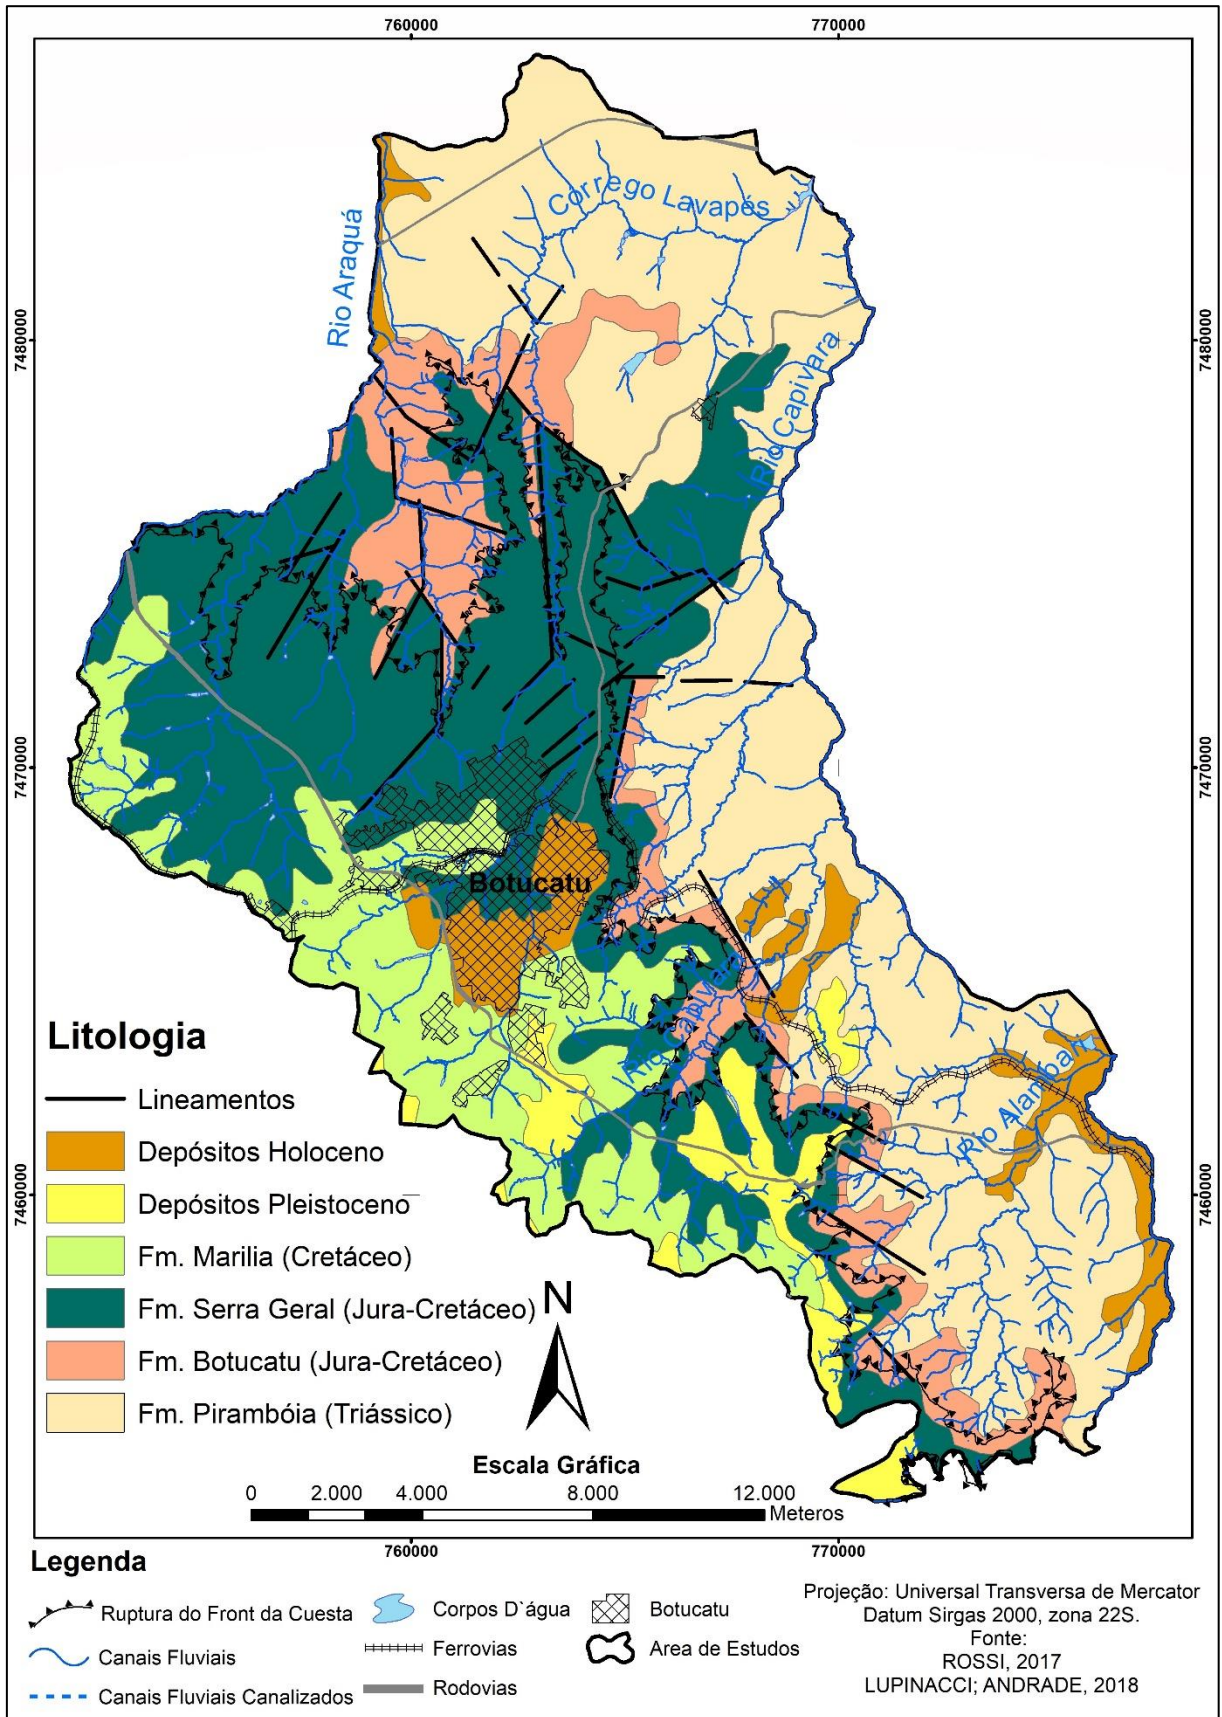 760000
770000
Córrego Lavapés
Rio Araquá
7480000
7480000
Rio Capivara
7470000
7470000
Botucatu
Rio Capivara
Litologia
Lineamentos
Depósitos Holoceno
Depósitos Pleistoceno
Fm. Marilia (Cretáceo)
Fm. Serra Geral (Jura-Cretáceo)
Fm. Botucatu (Jura-Cretáceo)
Fm. Pirambóia (Triássico)
Rio Alambari
7460000
7460000
N
Escala Gráfica
0 2.000 4.000 8.000 12.000
Meteros
760000
770000
Legenda
Ruptura do Front da Cuesta
Canais Fluviais
Canais Fluviais Canalizados
Corpos D`água
Ferrovias
Rodovias
Botucatu
Area de Estudos
Projeção: Universal Transversa de Mercator
Datum Sirgas 2000, zona 22S.
Fonte:
ROSSI, 2017
LUPINACCI; ANDRADE, 2018